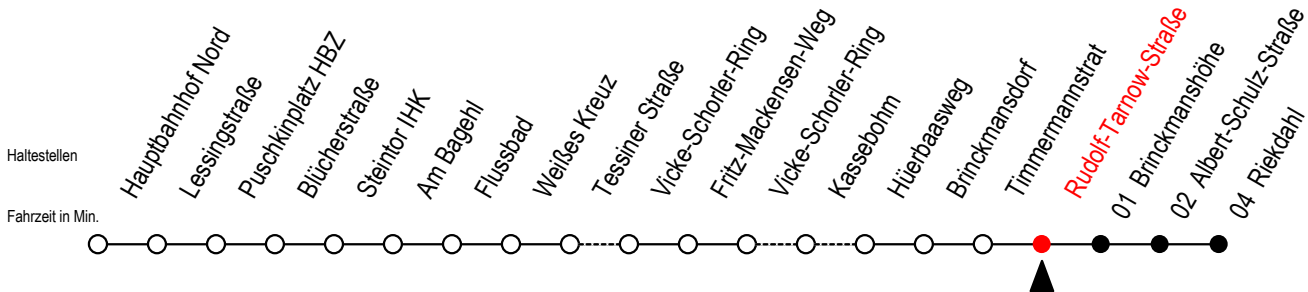 Haltestellen
Hauptbahnhof Nord
Lessingstraße
Puschkinplatz HBZ
Blücherstraße
Steintor IHK
Am Bagehl
Flussbad
Weißes Kreuz
Tessiner Straße
Vicke-Schorler-Ring
Fritz-Mackensen-Weg
Vicke-Schorler-Ring
Kassebohm
Hüerbaasweg
Brinckmansdorf
Timmermannstrat
Rudolf-Tarnow-Straße
01 Brinckmanshöhe
02 Albert-Schulz-Straße
04 Riekdahl
Fahrzeit in Min.